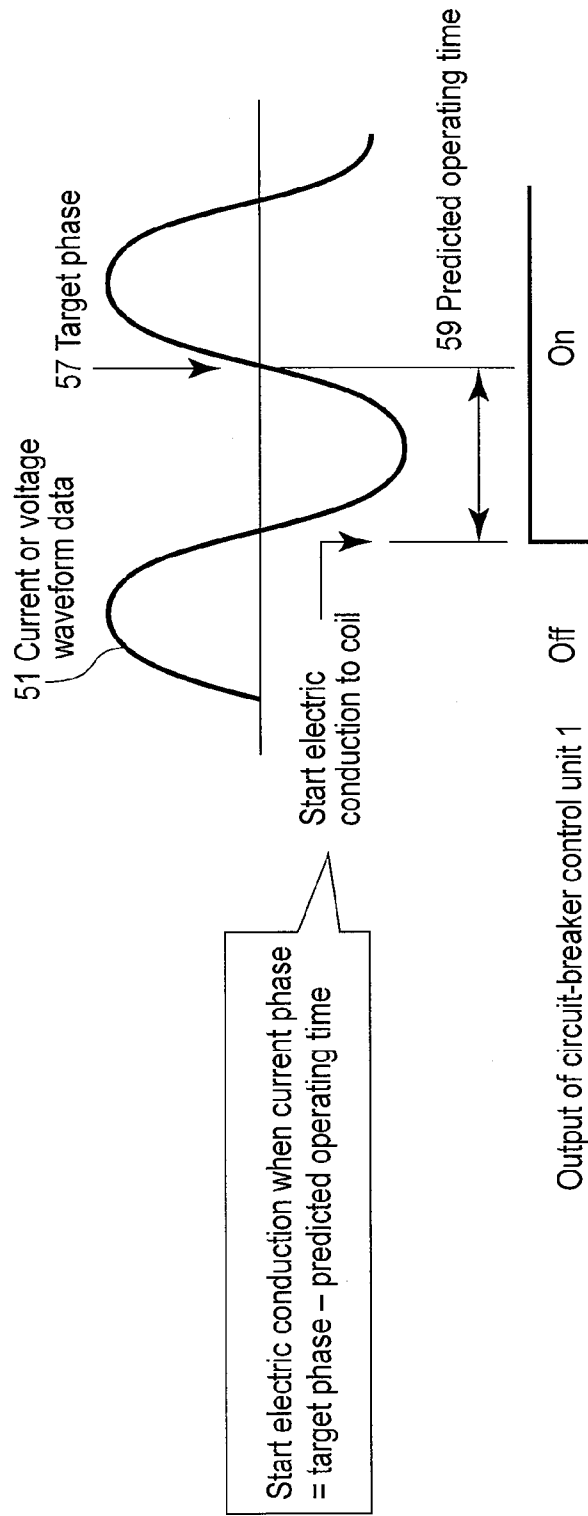 51 Current or voltage
waveform data
57 Target phase
Start electric conduction when current phase
= target phase – predicted operating time
Start electric
conduction to coil
59 Predicted operating time
Output of circuit-breaker control unit 1
Off
On